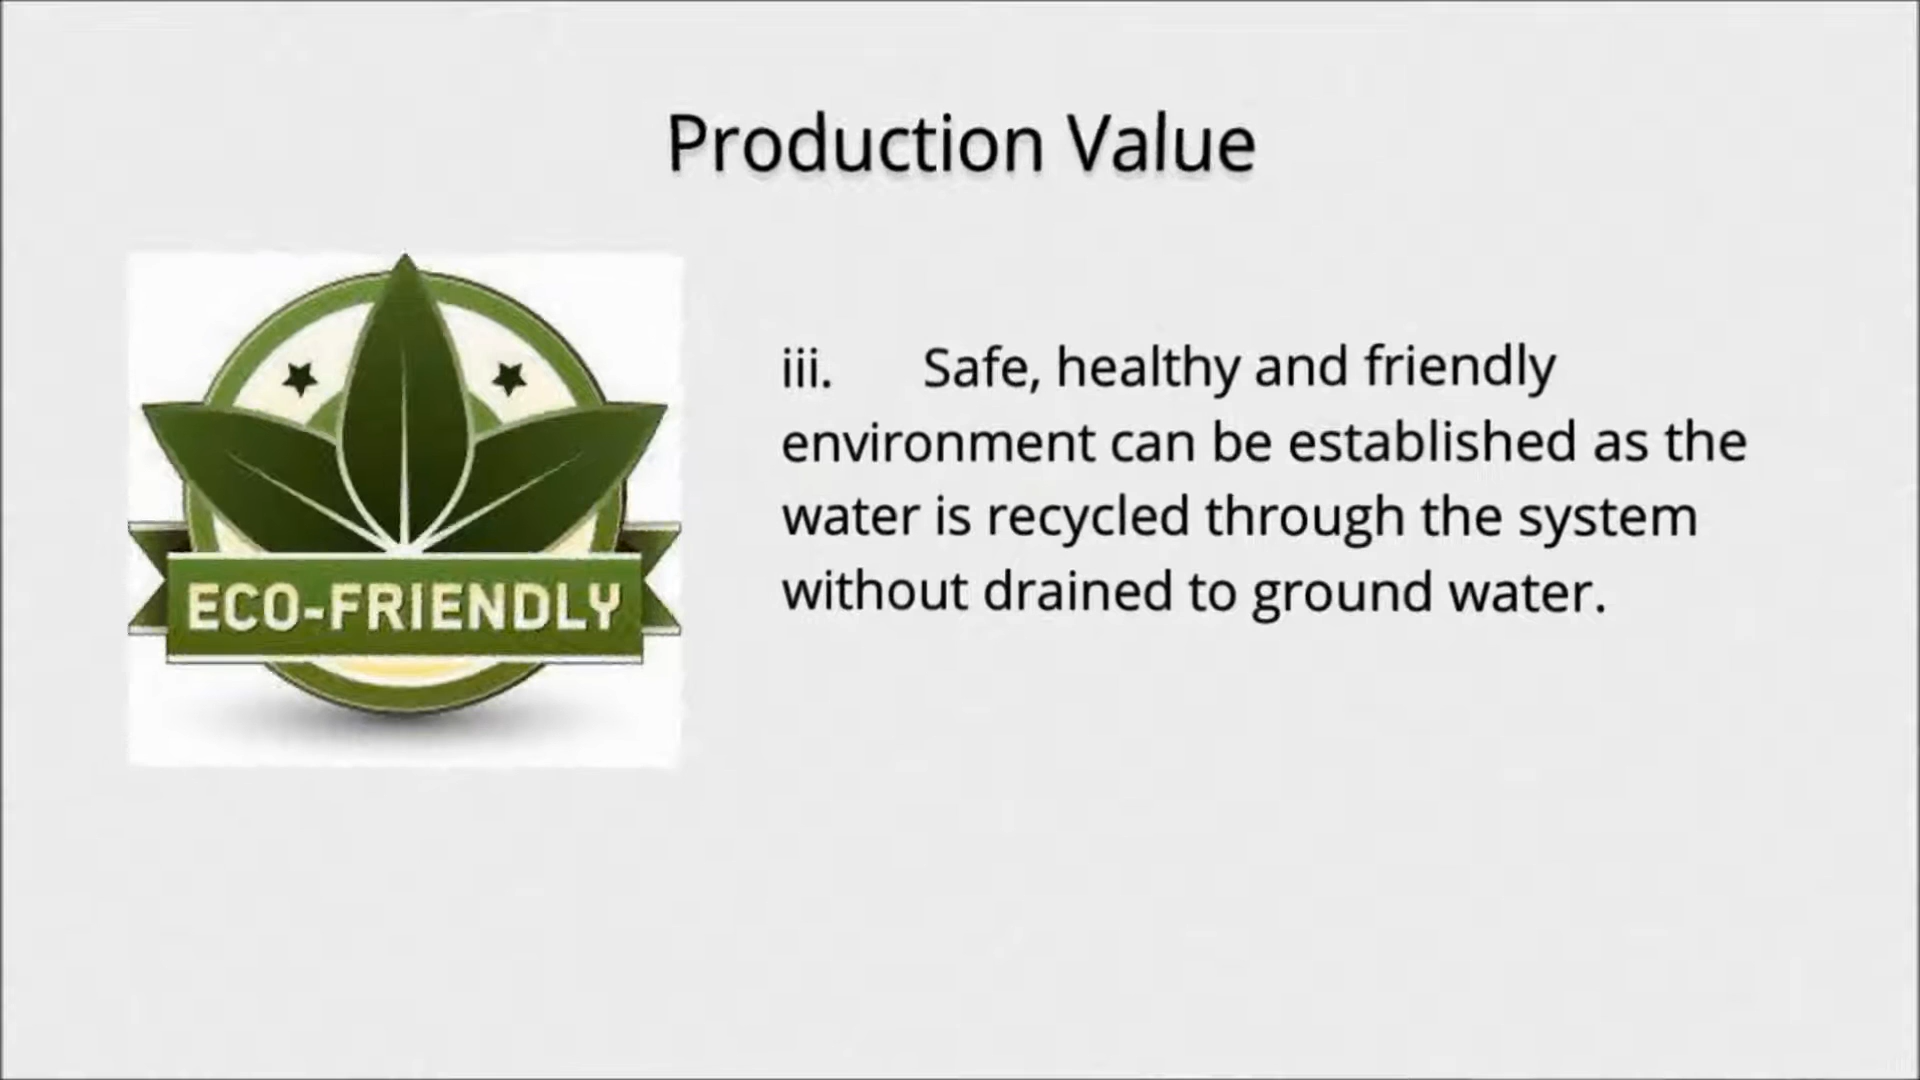 Production Value
ECO-FRIENDLY
iii. Safe, healthy and friendly
environment can be established as the
water is recycled through the system
without drained to ground water.